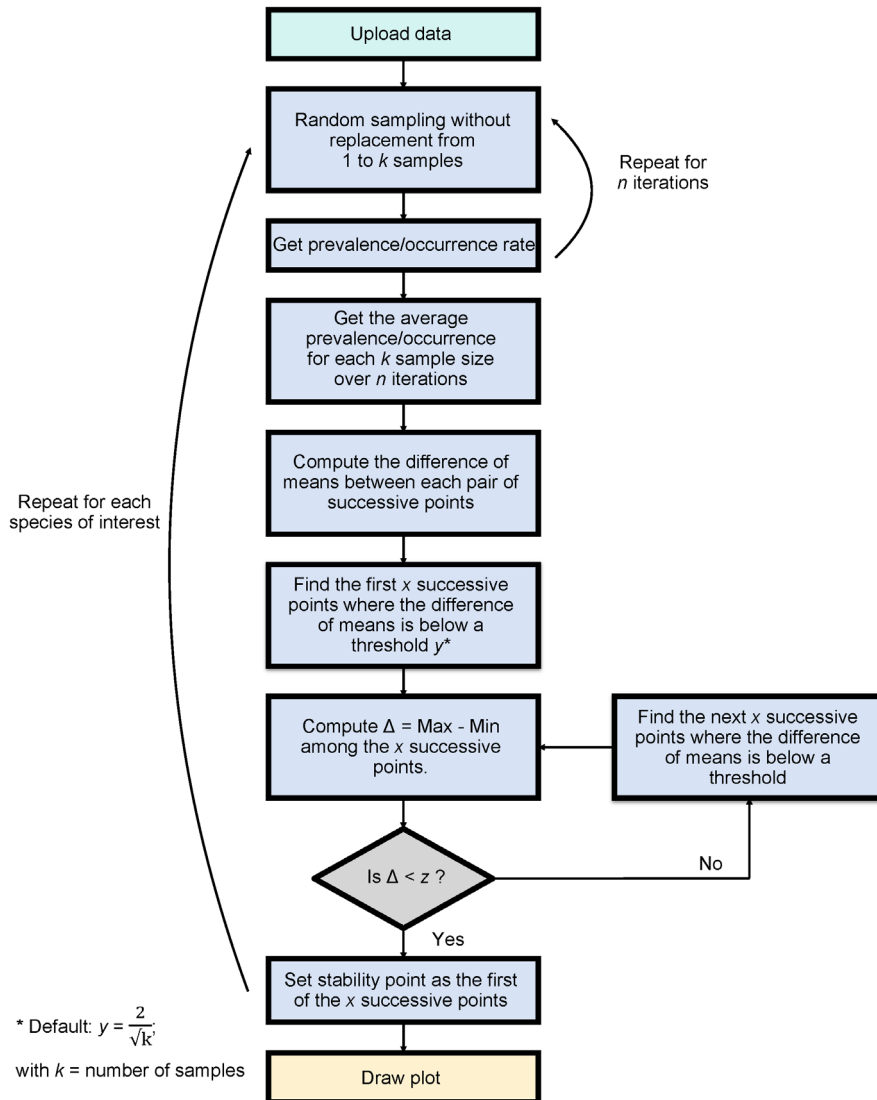 Upload data
Random sampling without
replacement from
1 to k samples
Repeat for
n iterations
Get prevalence/occurrence rate
Get the average
prevalence/occurrence
for each k sample size
over n iterations
Compute the difference of
means between each pair of
successive points
Repeat for each
species of interest
Find the first x successive
points where the difference
of means is below a
threshold y*
Compute Δ = Max - Min
among the x successive
points.
Find the next x successive
points where the difference
of means is below a
threshold
Is Δ < z ?
No
Yes
Set stability point as the first
of the x successive points
* Default: y = 2/√k;
with k = number of samples
Draw plot